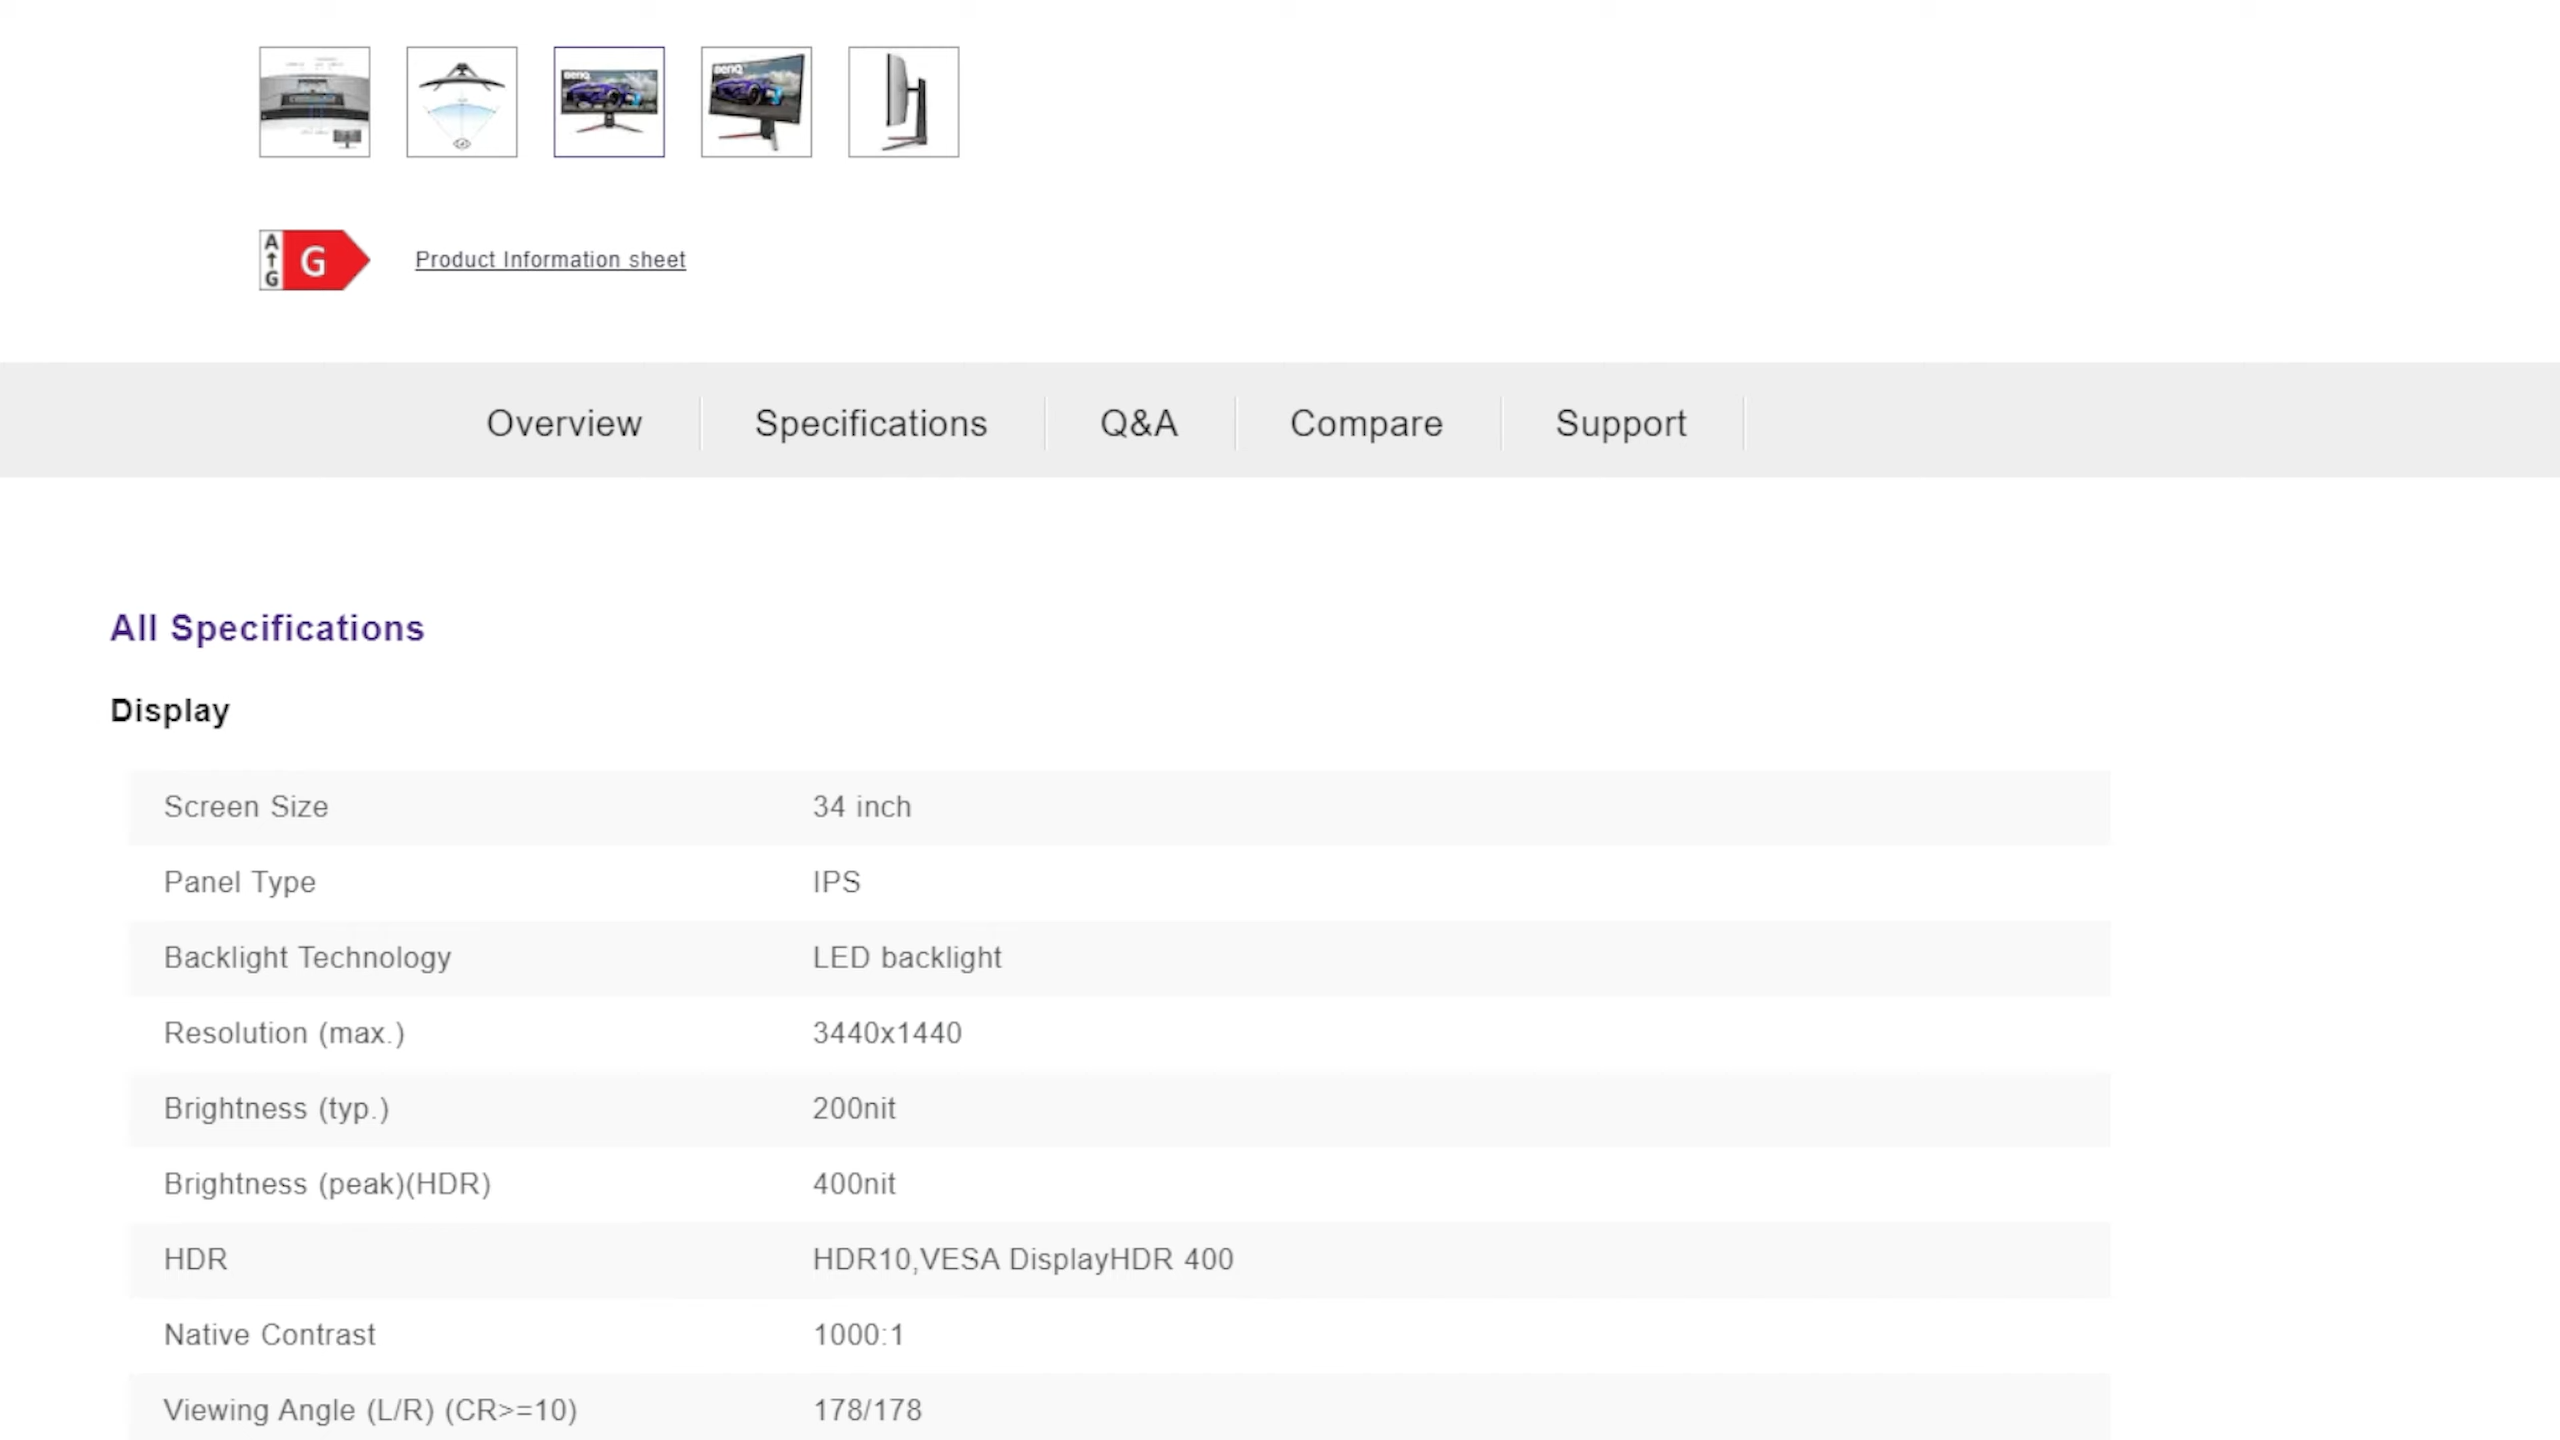 BenQ
BenQ
A
G
G
Product Information sheet
Overview
Specifications
Q&A
Compare
Support
All Specifications
Display
Screen Size 34 inch
Panel Type IPS
Backlight Technology LED backlight
Resolution (max.) 3440x1440
Brightness (typ.) 200nit
Brightness (peak)(HDR) 400nit
HDR HDR10,VESA DisplayHDR 400
Native Contrast 1000:1
Viewing Angle (L/R) (CR>=10) 178/178